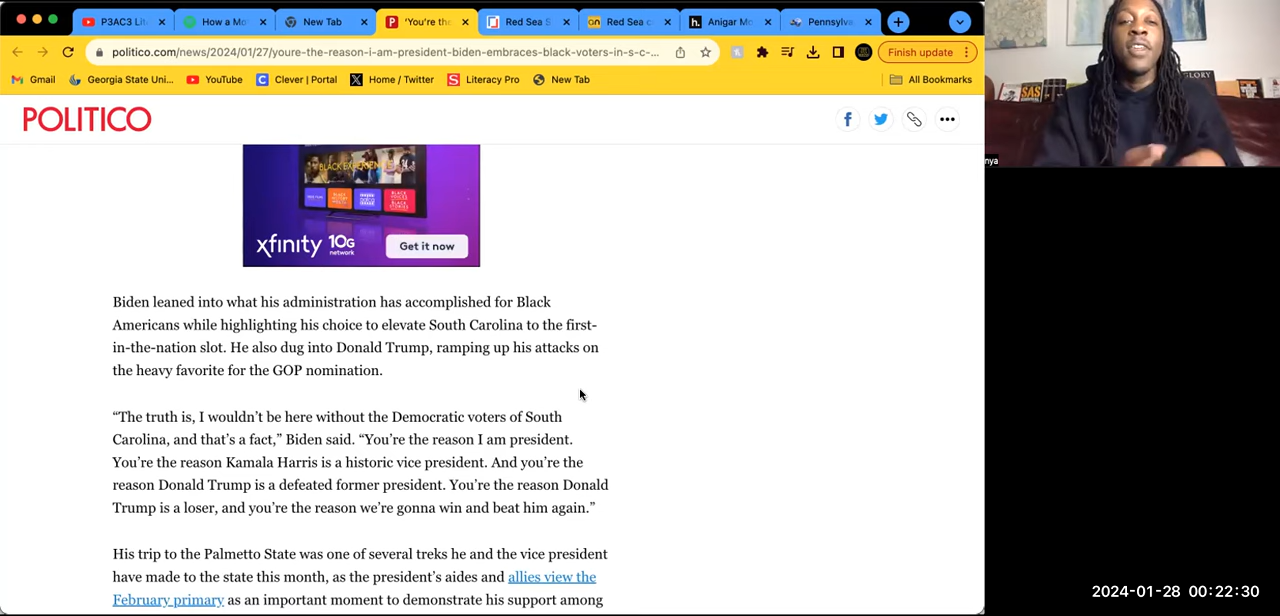 P3AC3 Lit
How a Mo
New Tab
'You're the
Red Sea S
Red Sea c
Anigar Mo
Pennsylva
politico.com/news/2024/01/27/youre-the-reason-i-am-president-biden-embraces-black-voters-in-s-c-...
Finish update
Gmail
Georgia State Uni...
YouTube
Clever | Portal
Home / Twitter
Literacy Pro
New Tab
All Bookmarks
GLORY
SAS
nya
POLITICO
BLACK EXPERIENCE
xfinity 10G network
Get it now
Biden leaned into what his administration has accomplished for Black
Americans while highlighting his choice to elevate South Carolina to the first-
in-the-nation slot. He also dug into Donald Trump, ramping up his attacks on
the heavy favorite for the GOP nomination.
“The truth is, I wouldn’t be here without the Democratic voters of South
Carolina, and that’s a fact,” Biden said. “You’re the reason I am president.
You’re the reason Kamala Harris is a historic vice president. And you’re the
reason Donald Trump is a defeated former president. You’re the reason Donald
Trump is a loser, and you’re the reason we’re gonna win and beat him again.”
His trip to the Palmetto State was one of several treks he and the vice president
have made to the state this month, as the president’s aides and allies view the
February primary as an important moment to demonstrate his support among
2024-01-28 00:22:30